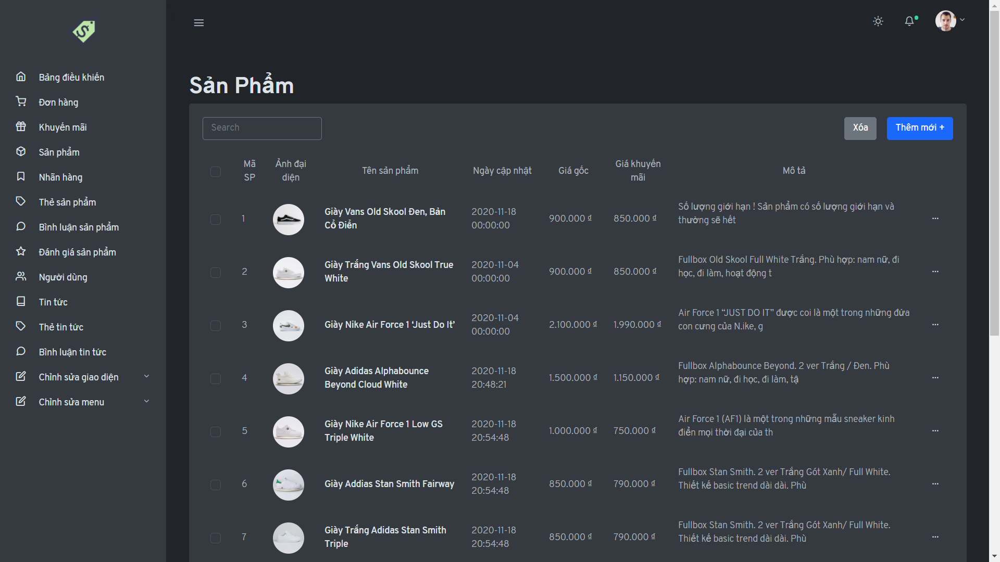 Bảng điều khiến
Đơn hàng
Khuyến mãi
Sản phẩm
Nhãn hàng
Thẻ sản phẩm
Bình luận sản phẩm
Đánh giá sản phẩm
Người dùng
Tin tức
Thẻ tin tức
Bình luận tin tức
Chỉnh sửa giao diện
Chỉnh sửa menu
Sản Phẩm
Search
Xóa
Thêm mới +
Mã SP
Ảnh đại diện
Tên sản phẩm
Ngày cập nhật
Giá gốc
Giá khuyến mãi
Mô tả
1
Giày Vans Old Skool Đen, Bản
Cổ Điển
2020-11-18
00:00:00
900.000 ₫
850.000 ₫
Số lượng giới hạn ! Sản phẩm có số lượng giới hạn và
thường sẽ hết
...
2
Giày Trắng Vans Old Skool True
White
2020-11-04
00:00:00
900.000 ₫
850.000 ₫
Fullbox Old Skool Full White Trắng. Phù hợp: nam nữ, đi
học, đi làm, hoạt động t
...
3
Giày Nike Air Force 1 ‘Just Do It’
2020-11-04
00:00:00
2.100.000 ₫
1.990.000 ₫
Air Force 1 “JUST DO IT” được coi là một trong những đứa
con cưng của N.ike, g
...
4
Giày Adidas Alphabounce
Beyond Cloud White
2020-11-18
20:48:21
1.500.000 ₫
1.150.000 ₫
Fullbox Alphabounce Beyond. 2 ver Trắng / Đen. Phù
hợp: nam nữ, đi học, đi làm, tậ
...
5
Giày Nike Air Force 1 Low GS
Triple White
2020-11-18
20:54:48
1.000.000 ₫
750.000 ₫
Air Force 1 (AF1) là một trong những mẫu sneaker kinh
điển mọi thời đại của th
...
6
Giày Addias Stan Smith Fairway
2020-11-18
20:54:48
850.000 ₫
790.000 ₫
Fullbox Stan Smith. 2 ver Trắng Gót Xanh/ Full White.
Thiết kế basic trend dài dài. Phù
...
7
Giày Trắng Adidas Stan Smith
Triple
2020-11-18
20:54:48
850.000 ₫
790.000 ₫
Fullbox Stan Smith. 2 ver Trắng Gót Xanh/ Full White.
Thiết kế basic trend dài dài. Phù
...